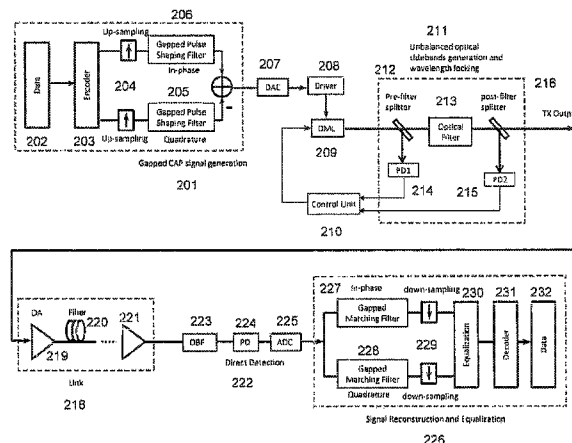 206
Up-sampling
Gapped Pulse
Shaping Filter
In-phase
Data
Encoder
204
205
Gapped Pulse
Shaping Filter
Up-sampling
Quadrature
202
203
Gapped CAP signal generation
201
207
DAC
208
Driver
DML
209
211
Unbalanced optical
sidebands generation and
wavelength locking
212
Pre-filter
splitter
213
Optical
Filter
post-filter
splitter
216
TX Output
PD1
214
PD2
215
Control Unit
210
OA
Fiber
221
220
219
Link
218
223
OBF
224
PD
225
ADC
Direct Detection
222
227
In-phase
down-sampling
Gapped
Matching Filter
230
231
232
228
229
Gapped
Matching Filter
Quadrature
down-sampling
Equalization
Decoder
Data
Signal Reconstruction and Equalization
226